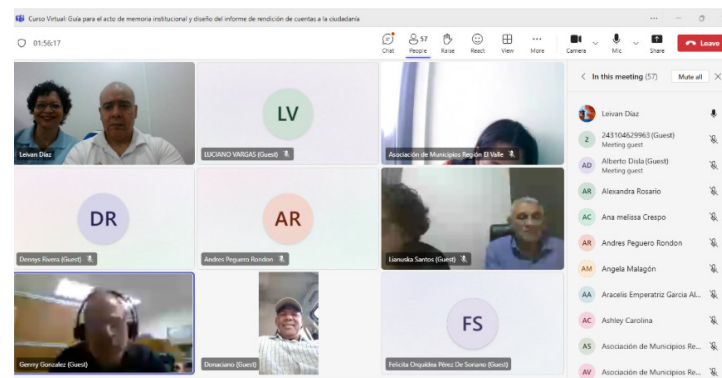 Curso Virtual: Guía para el acto de memoria institucional y diseño del informe de rendición de cuentas a la ciudadanía
01:56:17
Chat
57
People
Raise
React
View
More
Camera
Mic
Share
Leave
In this meeting (57)
Mute all
Leivan Díaz
LV
LUCIANO VARGAS (Guest)
Asociación de Municipios Región El Valle
DR
Dennys Rivera (Guest)
AR
Andres Peguero Rondon
Lianuska Santos (Guest)
Gerrry Gonzalez (Guest)
Donaciano (Guest)
FS
Felicita Orquidea Pérez De Soriano (Guest)
Leivan Díaz
2
243104629963 (Guest)
Meeting guest
AD
Alberto Disla (Guest)
Meeting guest
AR
Alexandra Rosario
AC
Ana melissa Crespo
AR
Andres Peguero Rondon
AM
Angela Malagón
AA
Aracelis Emperatriz Garcia Al...
AC
Ashley Carolina
AS
Asociación de Municipios Re...
AV
Asociación de Municipios Re...